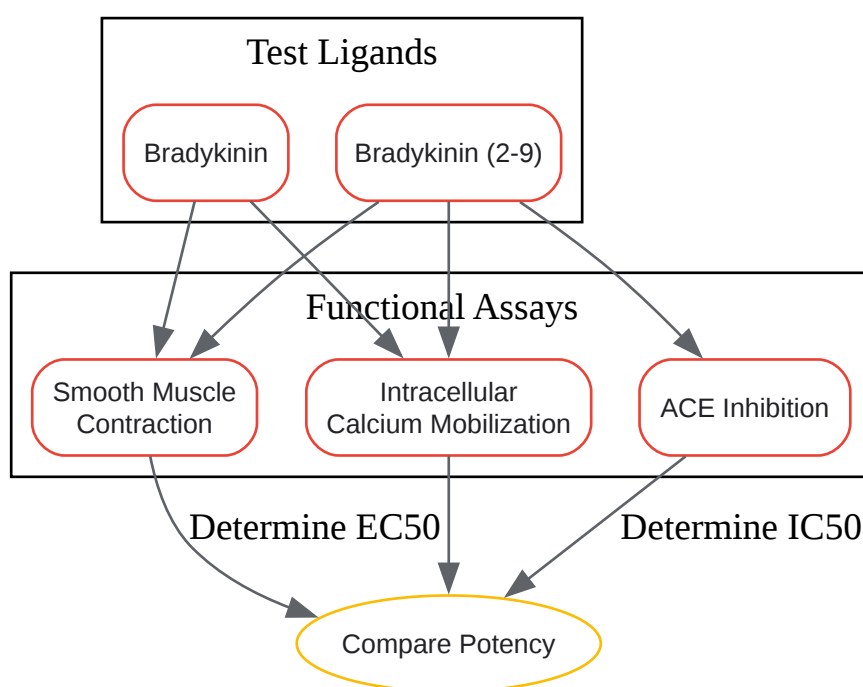 Test Ligands
Bradykinin
Bradykinin (2-9)
Functional Assays
Smooth Muscle
Contraction
Intracellular
Calcium Mobilization
ACE Inhibition
Determine EC50
Determine IC50
Compare Potency